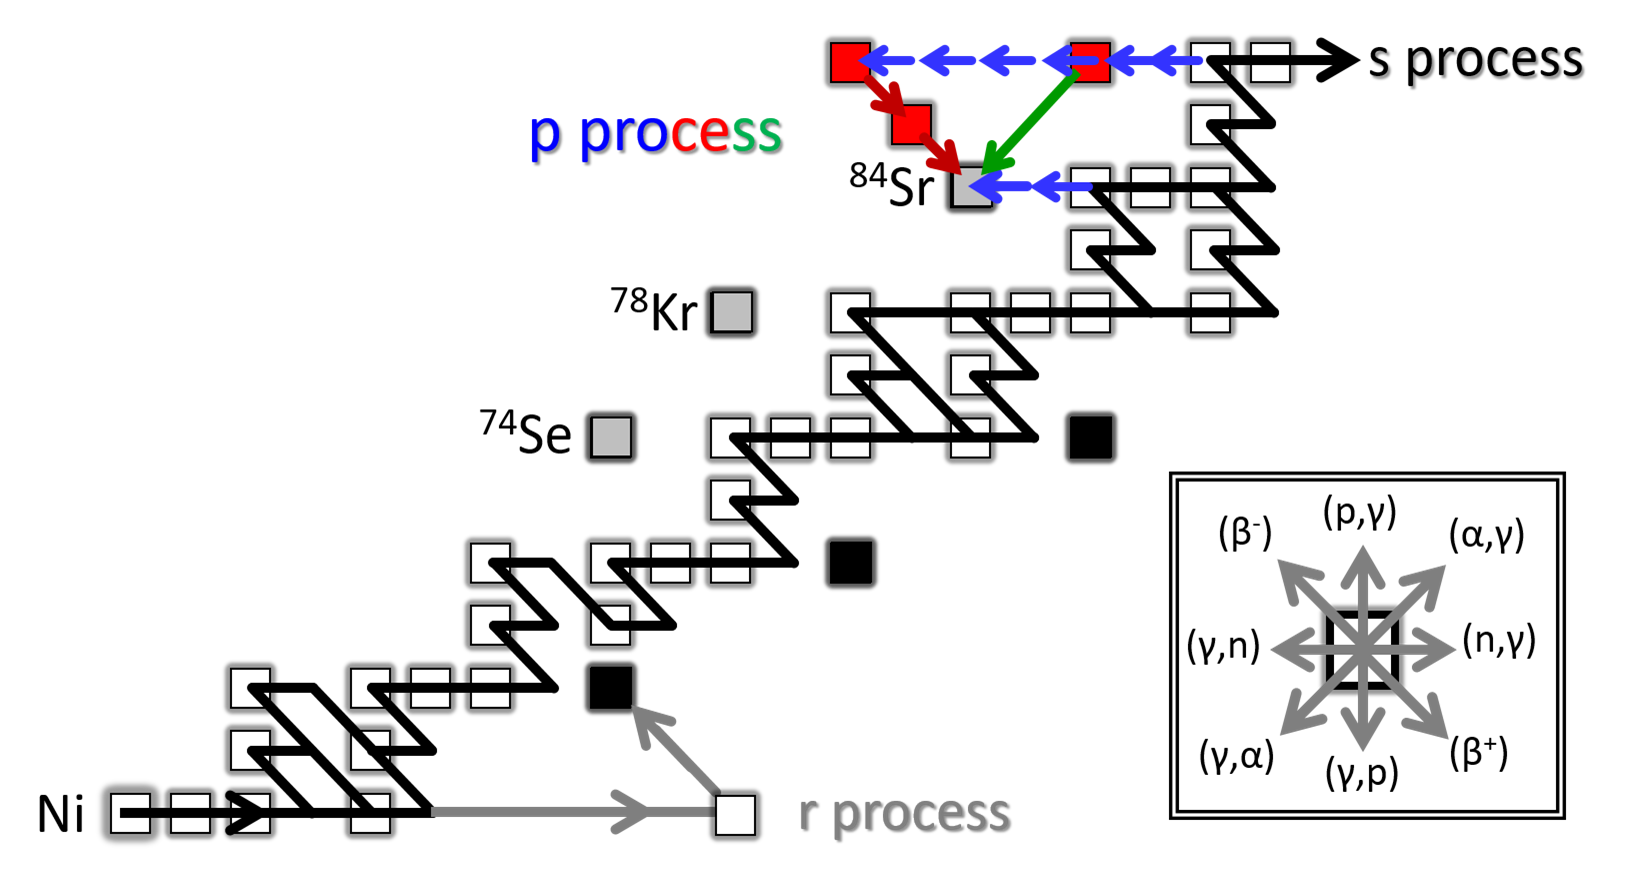 s process
p process
⁸⁴Sr
⁷⁸Kr
⁷⁴Se
(β⁻)
(p,γ)
(α,γ)
(γ,n)
(n,γ)
(γ,α)
(γ,p)
(β⁺)
Ni
r process